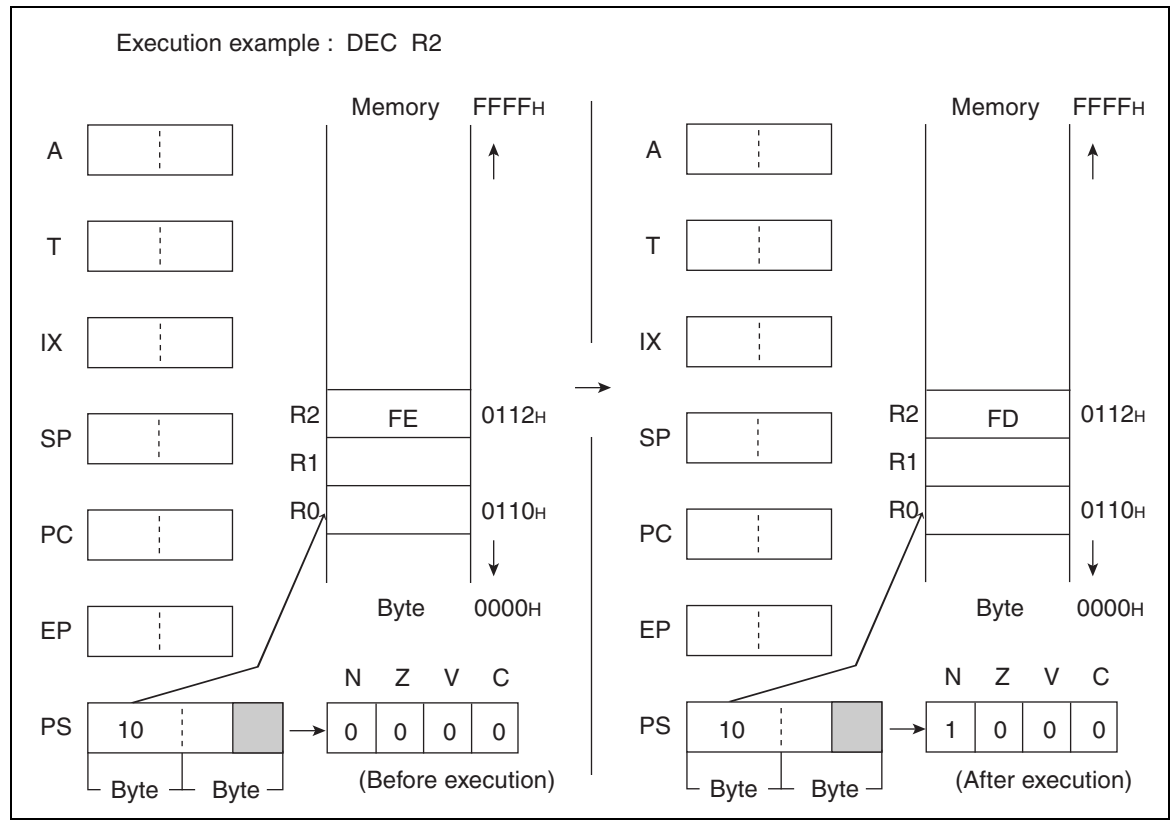 Execution example : DEC R2
Memory FFFFH
A
T
IX
R2 FE 0112H
SP
R1
R0 0110H
PC
Byte 0000H
EP
N Z V C
PS 10 0 0 0 0
Byte Byte (Before execution)
Memory FFFFH
A
T
IX
R2 FD 0112H
SP
R1
R0 0110H
PC
Byte 0000H
EP
N Z V C
PS 10 1 0 0 0
Byte Byte (After execution)